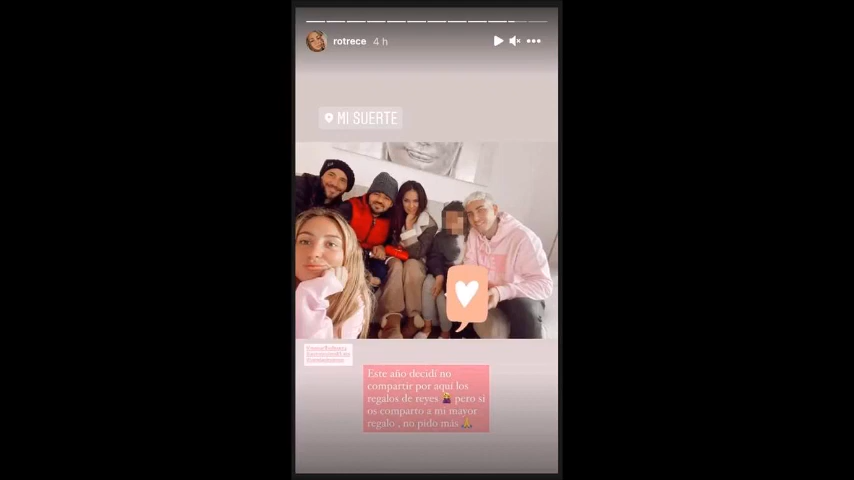 rotrece 4 h
MI SUERTE
Este año decidí no
compartir por aquí los
regalos de reyes 🤷‍♀️ pero si
os comparto a mi mayor
regalo , no pido más 🙏